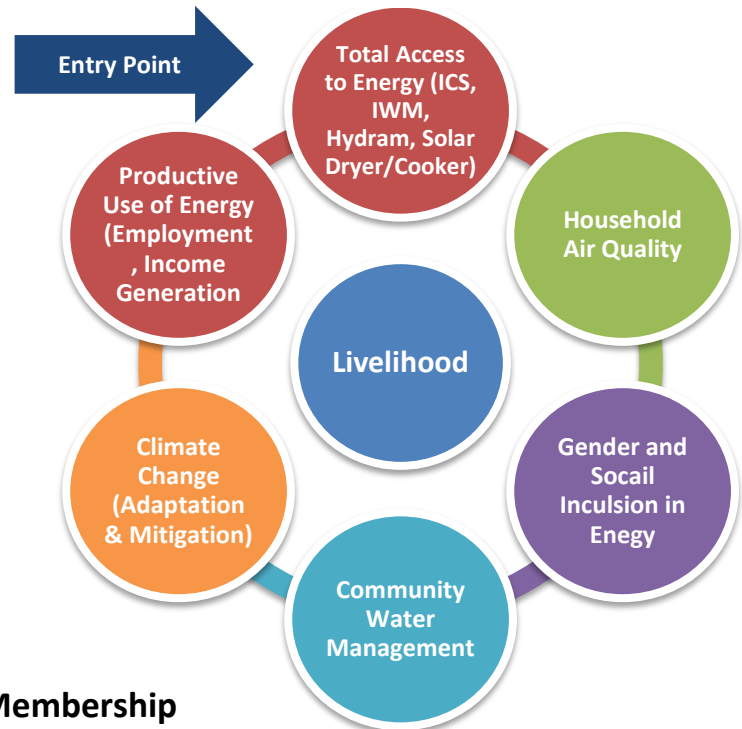 Entry Point
Total Access
to Energy (ICS,
IWM,
Hydram, Solar
Dryer/Cooker)
Productive
Use of Energy
(Employment
, Income
Generation
Household
Air Quality
Livelihood
Climate
Change
(Adaptation
& Mitigation)
Gender and
Socail
Inculsion in
Enegy
Community
Water
Management
Membership